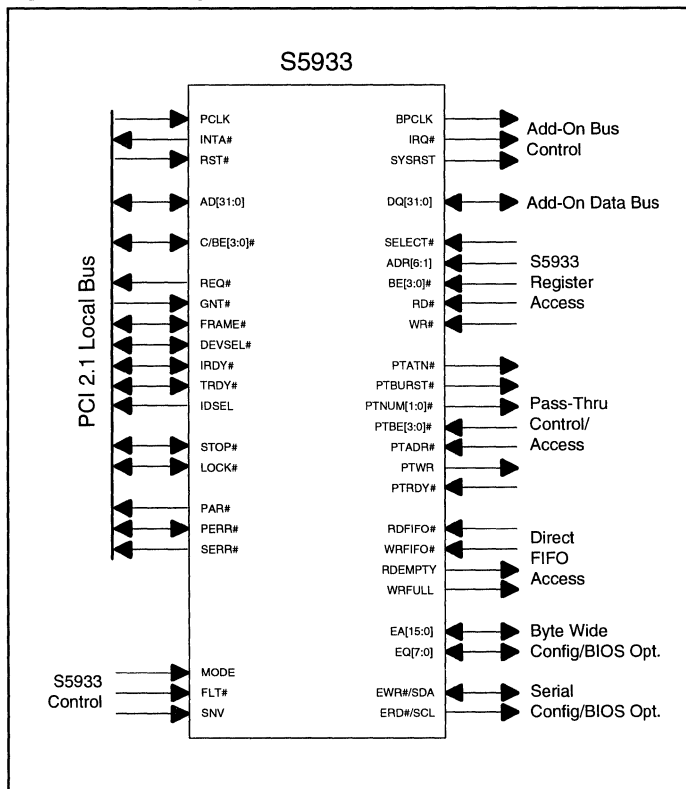 S5933
PCI 2.1 Local Bus
PCLK
INTA#
RST#
AD[31:0]
C/BE[3:0]#
REQ#
GNT#
FRAME#
DEVSEL#
IRDY#
TRDY#
IDSEL
STOP#
LOCK#
PAR#
PERR#
SERR#
S5933
Control
MODE
FLT#
SNV
BPCLK
IRQ#
SYSRST
Add-On Bus
Control
DQ[31:0]
Add-On Data Bus
SELECT#
ADR[6:1]
BE[3:0]#
RD#
WR#
S5933
Register
Access
PTATN#
PTBURST#
PTNUM[1:0]#
PTBE[3:0]#
PTADR#
PTWR
PTRDY#
Pass-Thru
Control/
Access
RDFIFO#
WRFIFO#
RDEMPTY
WRFULL
Direct
FIFO
Access
EA[15:0]
EQ[7:0]
Byte Wide
Config/BIOS Opt.
EWR#/SDA
ERD#/SCL
Serial
Config/BIOS Opt.